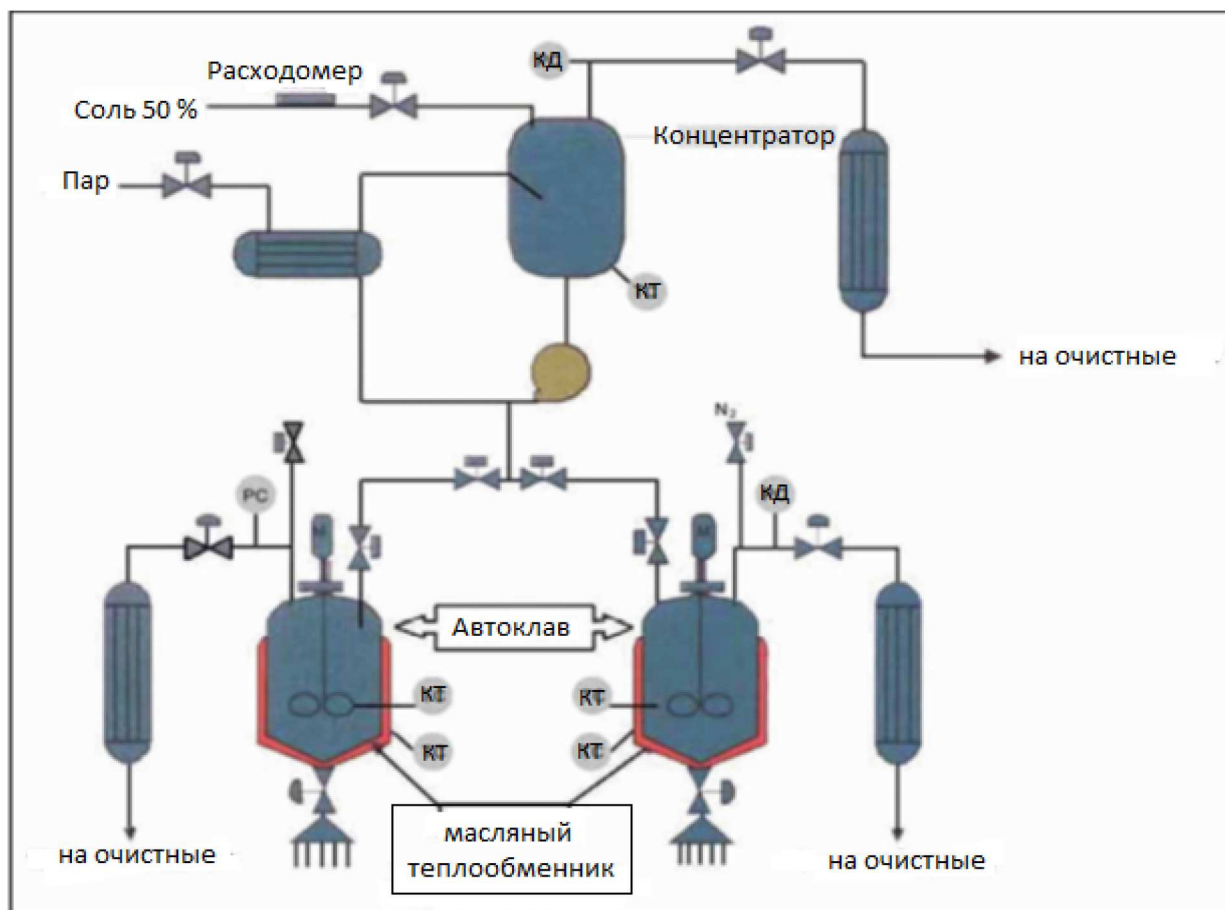 КД
Расходомер
Соль 50 %
Концентратор
Пар
КТ
на очистные
N₂
PC
КД
M
M
Автоклав
КТ
КТ
КТ
КТ
масляный
теплообменник
на очистные
на очистные